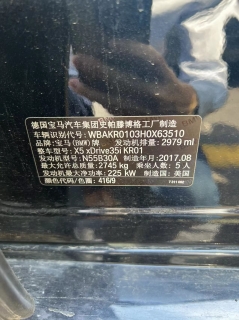 德国宝马汽车集团史帕滕博格工厂制造
车辆识别代号: WBAKR0103H0X63510
品牌: 宝马(BMW)牌 发动机排量: 2979 ml
整车型号: X5 xDrive35i KR01
发动机型号: N55B30A 制造年月: 2017.08
最大允许总质量: 2745 kg 乘坐人数: 5人
发动机最大净功率: 225 kW 制造国: 美国
颜色代码/色圈: 416/9